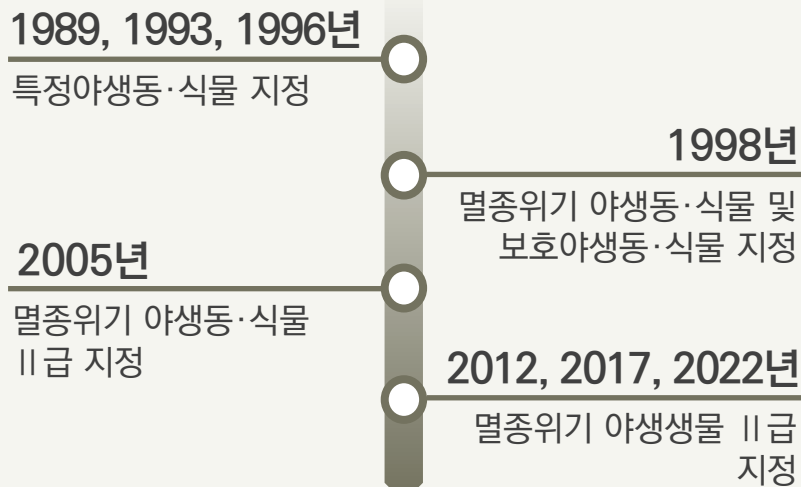 1989, 1993, 1996년
특정야생동·식물 지정
1998년
멸종위기 야생동·식물 및
보호야생동·식물 지정
2005년
멸종위기 야생동·식물
Ⅱ급 지정
2012, 2017, 2022년
멸종위기 야생생물 Ⅱ급
지정